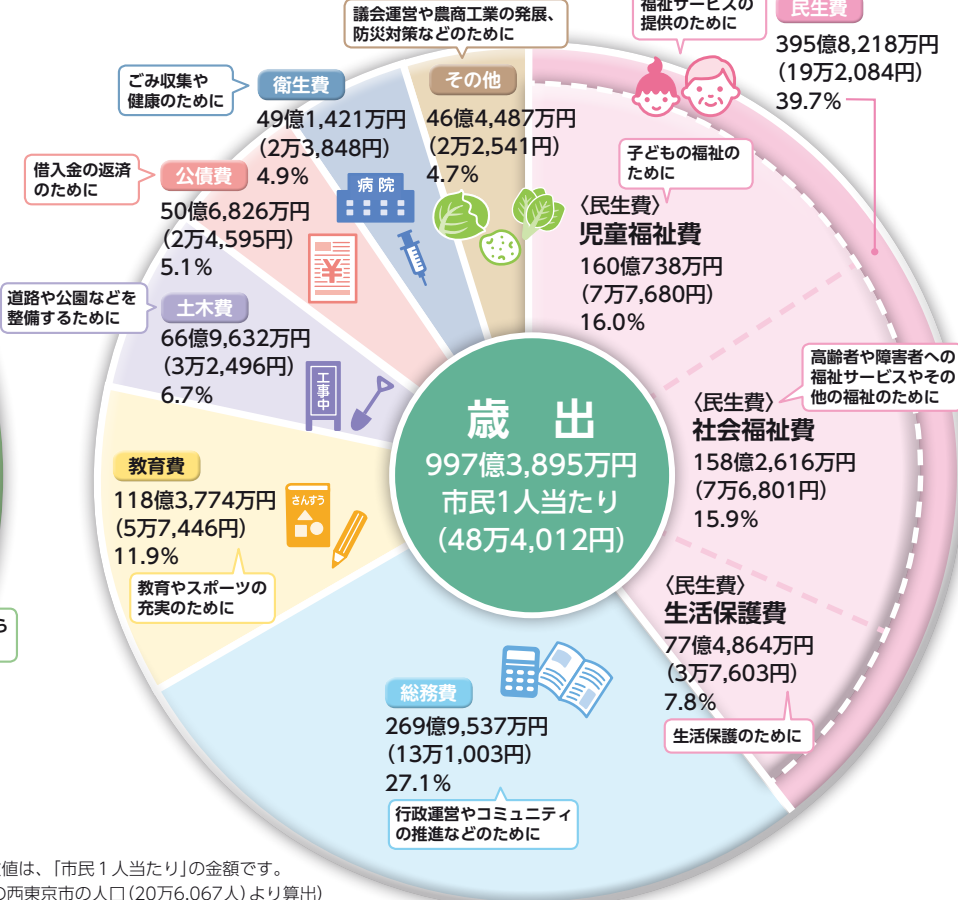 議会運営や農商工業の発展、
防災対策などのために
その他
46億4,487万円
(2万2,541円)
4.7%
福祉サービスの
提供のために
民生費
395億8,218万円
(19万2,084円)
39.7%
子どもの福祉の
ために
〈民生費〉
児童福祉費
160億738万円
(7万7,680円)
16.0%
高齢者や障害者への
福祉サービスやその
他の福祉のために
〈民生費〉
社会福祉費
158億2,616万円
(7万6,801円)
15.9%
〈民生費〉
生活保護費
77億4,864万円
(3万7,603円)
7.8%
生活保護のために
総務費
269億9,537万円
(13万1,003円)
27.1%
行政運営やコミュニティ
の推進などのために
教育費
118億3,774万円
(5万7,446円)
11.9%
教育やスポーツの
充実のために
さんすう
道路や公園などを
整備するために
土木費
66億9,632万円
(3万2,496円)
6.7%
工事中
借入金の返済
のために
公債費
50億6,826万円
(2万4,595円)
5.1%
¥
ごみ収集や
健康のために
衛生費
49億1,421万円
(2万3,848円)
4.9%
病院
歳 出
997億3,895万円
市民1人当たり
(48万4,012円)
ら
値は、「市民1人当たり」の金額です。
の西東京市の人口(20万6,067人)より算出)